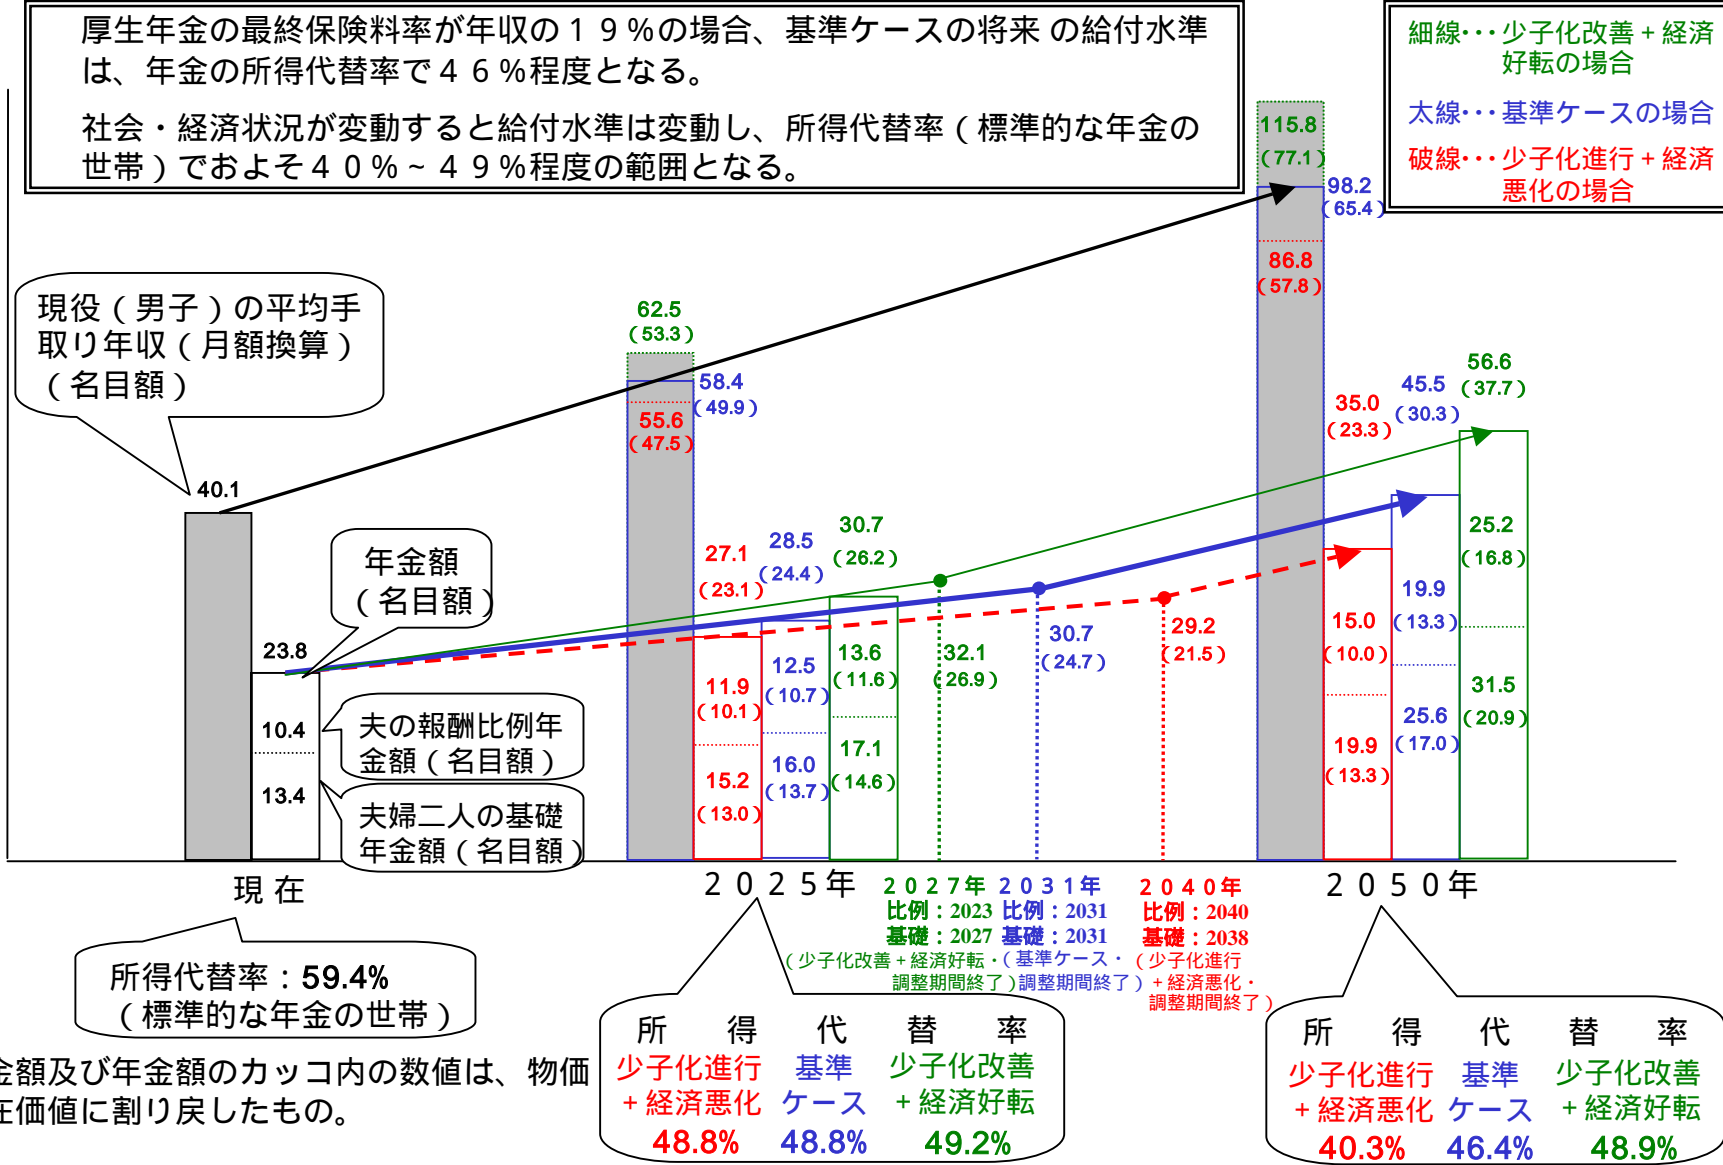 厚生年金の最終保険料率が年収の１９%の場合、基準ケースの将来 の給付水準
は、年金の所得代替率で４６%程度となる。
社会・経済状況が変動すると給付水準は変動し、所得代替率（標準的な年金の
世帯）でおよそ４０%~４９%程度の範囲となる。
細線･･･少子化改善+経済
好転の場合
太線･･･基準ケースの場合
破線･･･少子化進行+経済
悪化の場合
現役（男子）の平均手
取り年収（月額換算）
（名目額）
40.1
年金額
（名目額）
23.8
10.4
13.4
夫の報酬比例年
金額（名目額）
夫婦二人の基礎
年金額（名目額）
現在
62.5
（53.3）
58.4
（49.9）
55.6
（47.5）
27.1
（23.1）
11.9
（10.1）
15.2
（13.0）
28.5
（24.4）
12.5
（10.7）
16.0
（13.7）
30.7
（26.2）
13.6
（11.6）
17.1
（14.6）
２０２５年
32.1
（26.9）
30.7
（24.7）
29.2
（21.5）
２０２７年
比例：2023
基礎：2027
（少子化改善+経済好転・
調整期間終了）
２０３１年
比例：2031
基礎：2031
（基準ケース・
調整期間終了）
２０４０年
比例：2040
基礎：2038
（少子化進行
+経済悪化・
調整期間終了）
115.8
（77.1）
98.2
（65.4）
86.8
（57.8）
35.0
（23.3）
15.0
（10.0）
19.9
（13.3）
45.5
（30.3）
19.9
（13.3）
25.6
（17.0）
56.6
（37.7）
25.2
（16.8）
31.5
（20.9）
２０５０年
所得代替率：59.4%
（標準的な年金の世帯）
所得代替率
少子化進行
+経済悪化
48.8%
基準
ケース
48.8%
少子化改善
+経済好転
49.2%
所得代替率
少子化進行
+経済悪化
40.3%
基準
ケース
46.4%
少子化改善
+経済好転
48.9%
金額及び年金額のカッコ内の数値は、物価
在価値に割り戻したもの。